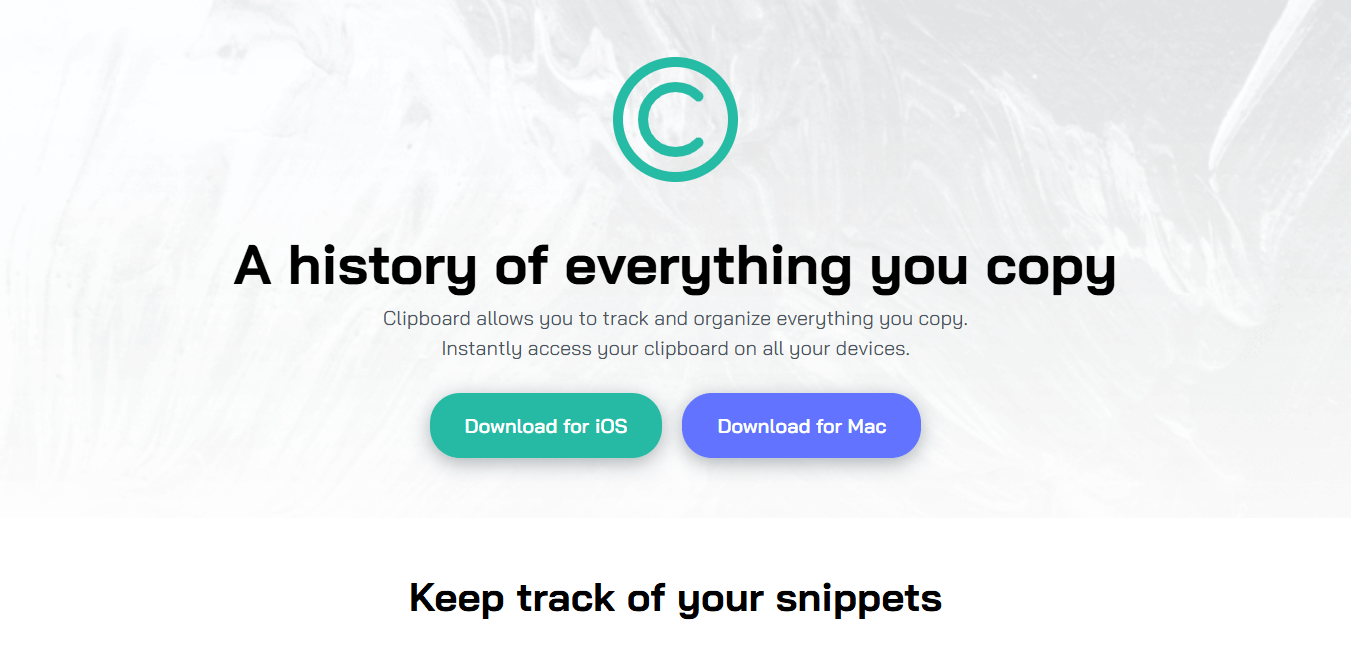 A history of everything you copy
Clipboard allows you to track and organize everything you copy.
Instantly access your clipboard on all your devices.
Download for iOS
Download for Mac
Keep track of your snippets